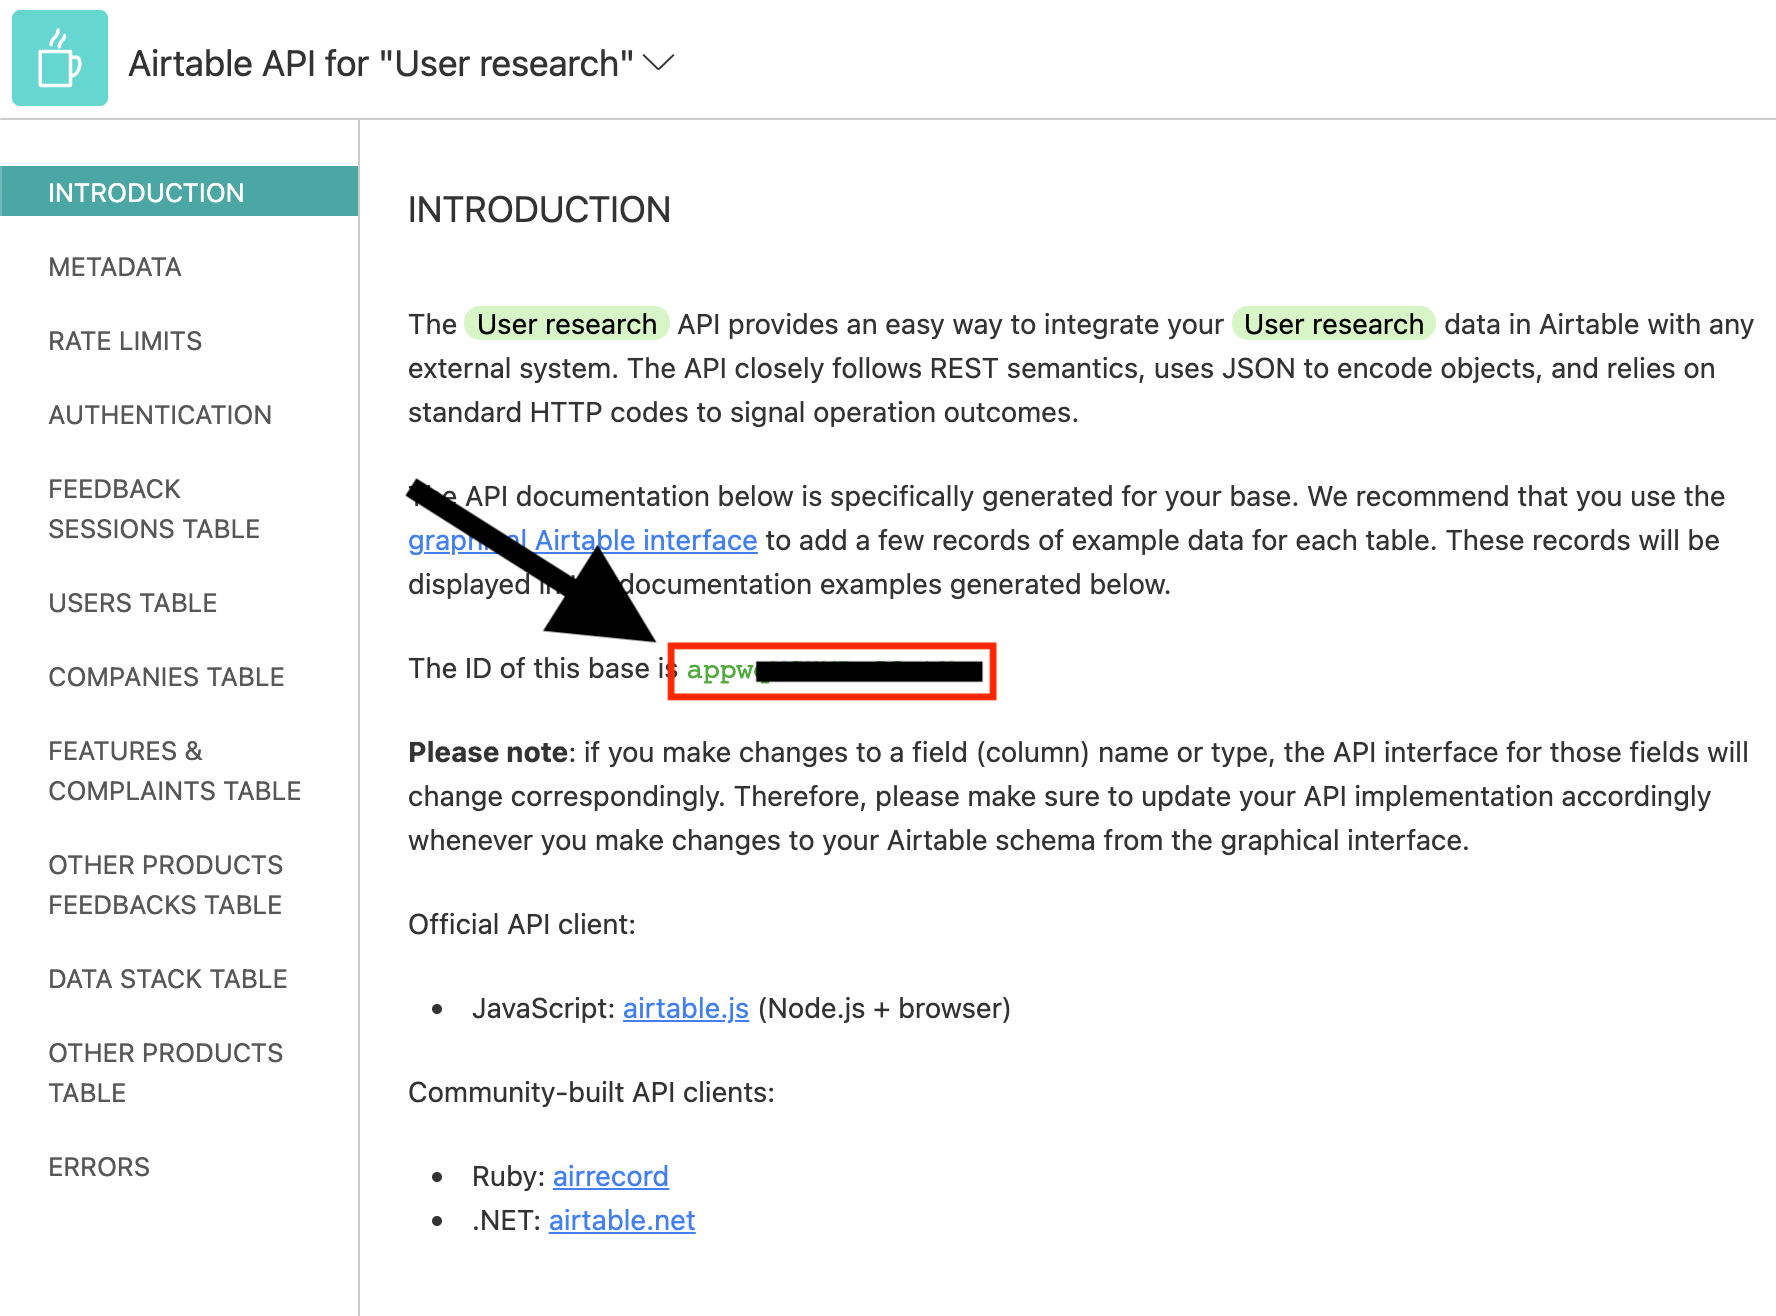 Airtable API for "User research"
INTRODUCTION
METADATA
RATE LIMITS
AUTHENTICATION
FEEDBACK
SESSIONS TABLE
USERS TABLE
COMPANIES TABLE
FEATURES &
COMPLAINTS TABLE
OTHER PRODUCTS
FEEDBACKS TABLE
DATA STACK TABLE
OTHER PRODUCTS
TABLE
ERRORS
INTRODUCTION
The User research API provides an easy way to integrate your User research data in Airtable with any
external system. The API closely follows REST semantics, uses JSON to encode objects, and relies on
standard HTTP codes to signal operation outcomes.
API documentation below is specifically generated for your base. We recommend that you use the
Airtable interface to add a few records of example data for each table. These records will be
displayed documentation examples generated below.
The ID of this base is
Please note: if you make changes to a field (column) name or type, the API interface for those fields will
change correspondingly. Therefore, please make sure to update your API implementation accordingly
whenever you make changes to your Airtable schema from the graphical interface.
Official API client:
• JavaScript: airtable.js (Node.js + browser)
Community-built API clients:
• Ruby: airrecord
• .NET: airtable.net